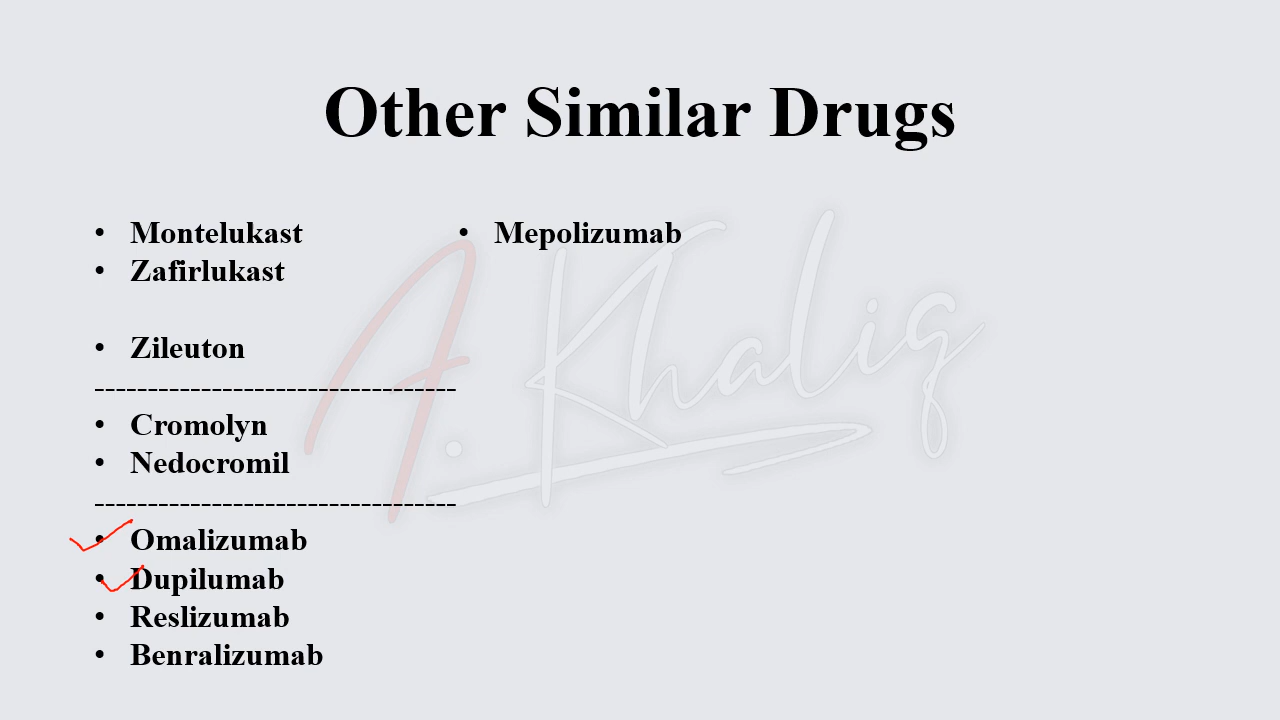 Other Similar Drugs
• Montelukast
• Zafirlukast
• Zileuton
----------------------------------
• Cromolyn
• Nedocromil
----------------------------------
• Omalizumab
• Dupilumab
• Reslizumab
• Benralizumab
• Mepolizumab
A. Khaliq